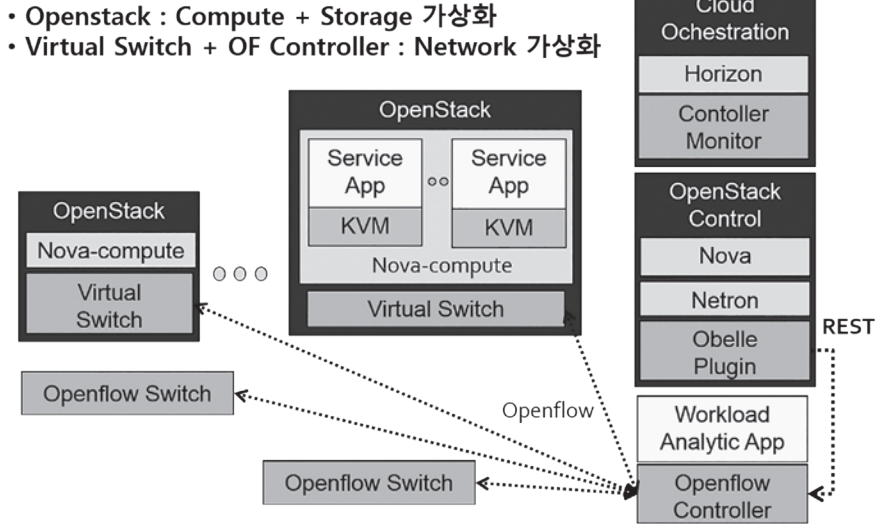 • Openstack : Compute + Storage 가상화
• Virtual Switch + OF Controller : Network 가상화
Cloud
Ochestration
Horizon
Contoller
Monitor
OpenStack
Service
App
KVM
Service
App
KVM
Nova-compute
Virtual Switch
OpenStack
Nova-compute
Virtual
Switch
OpenStack
Control
Nova
Netron
Obelle
Plugin
REST
Openflow Switch
Openflow
Workload
Analytic App
Openflow Switch
Openflow
Controller